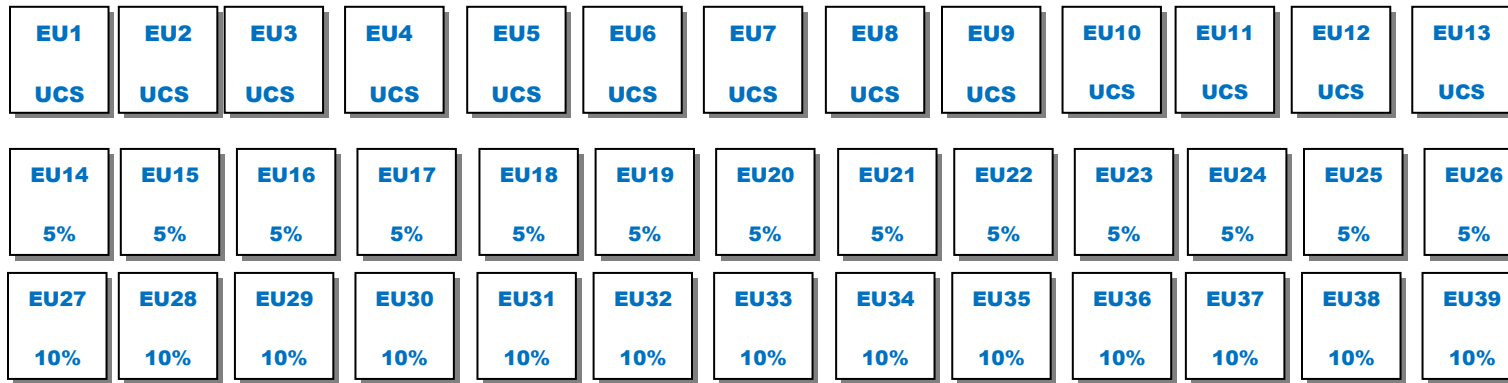 EU1 EU2 EU3 EU4 EU5 EU6 EU7 EU8 EU9 EU10 EU11 EU12 EU13
UCS UCS UCS UCS UCS UCS UCS UCS UCS UCS UCS UCS UCS
EU14 EU15 EU16 EU17 EU18 EU19 EU20 EU21 EU22 EU23 EU24 EU25 EU26
5% 5% 5% 5% 5% 5% 5% 5% 5% 5% 5% 5% 5%
EU27 EU28 EU29 EU30 EU31 EU32 EU33 EU34 EU35 EU36 EU37 EU38 EU39
10% 10% 10% 10% 10% 10% 10% 10% 10% 10% 10% 10% 10%